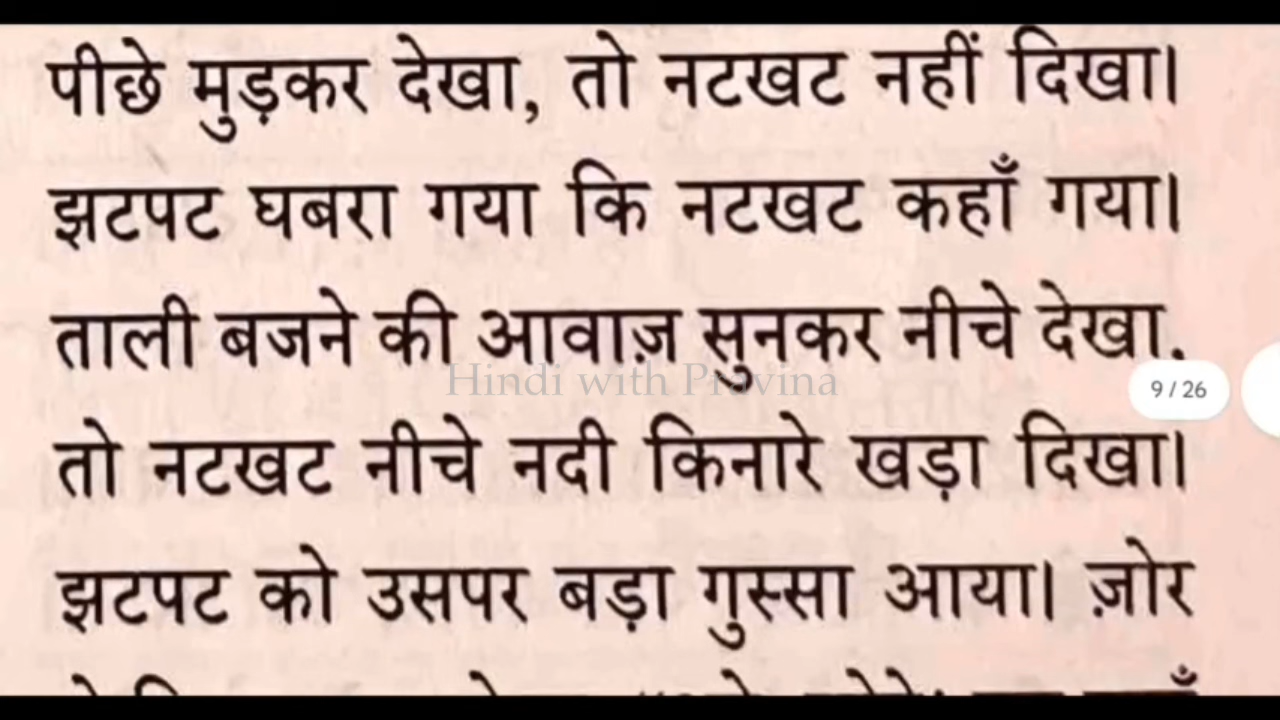 पीछे मुड़कर देखा, तो नटखट नहीं दिखा।
झटपट घबरा गया कि नटखट कहाँ गया।
ताली बजने की आवाज़ सुनकर नीचे देखा,
Hindi with Pravina
9 / 26
तो नटखट नीचे नदी किनारे खड़ा दिखा।
झटपट को उसपर बड़ा गुस्सा आया। ज़ोर